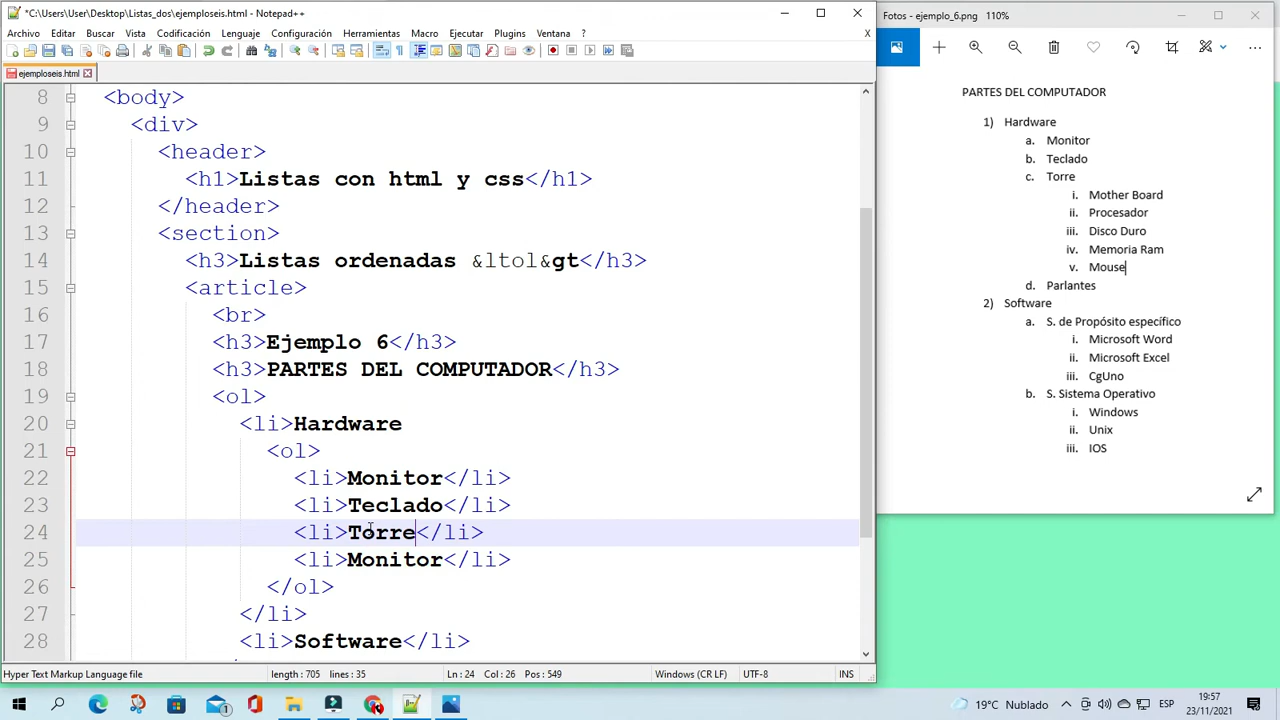 *C:\Users\User\Desktop\Listas_dos\ejemploseis.html - Notepad++
Archivo Editar Buscar Vista Codificación Lenguaje Configuración Herramientas Macro Ejecutar Plugins Ventana ? X
ejemploseis.html
8 <body>
9 <div>
10 <header>
11 <h1>Listas con html y css</h1>
12 </header>
13 <section>
14 <h3>Listas ordenadas &ltol&gt</h3>
15 <article>
16 <br>
17 <h3>Ejemplo 6</h3>
18 <h3>PARTES DEL COMPUTADOR</h3>
19 <ol>
20 <li>Hardware
21 <ol>
22 <li>Monitor</li>
23 <li>Teclado</li>
24 <li>Torre</li>
25 <li>Monitor</li>
26 </ol>
27 </li>
28 <li>Software</li>
Hyper Text Markup Language file length : 705 lines : 35 Ln : 24 Col : 26 Pos : 549 Windows (CR LF) UTF-8 INS
Fotos - ejemplo_6.png 110%
PARTES DEL COMPUTADOR
1) Hardware
a. Monitor
b. Teclado
c. Torre
i. Mother Board
ii. Procesador
iii. Disco Duro
iv. Memoria Ram
v. Mouse
d. Parlantes
2) Software
a. S. de Propósito específico
i. Microsoft Word
ii. Microsoft Excel
iii. CgUno
b. S. Sistema Operativo
i. Windows
ii. Unix
iii. IOS
1
19°C Nublado ESP 19:57
23/11/2021